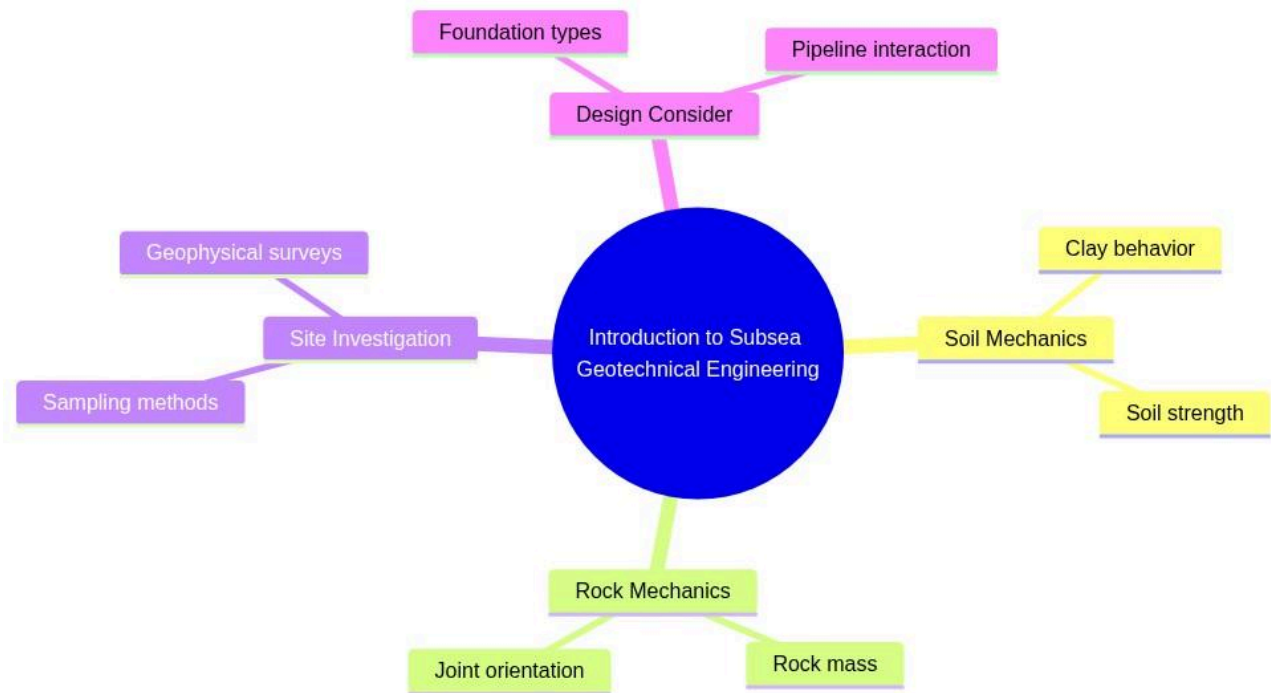 Foundation types
Pipeline interaction
Design Consider
Geophysical surveys
Site Investigation
Sampling methods
Introduction to Subsea
Geotechnical Engineering
Clay behavior
Soil Mechanics
Soil strength
Rock Mechanics
Joint orientation
Rock mass